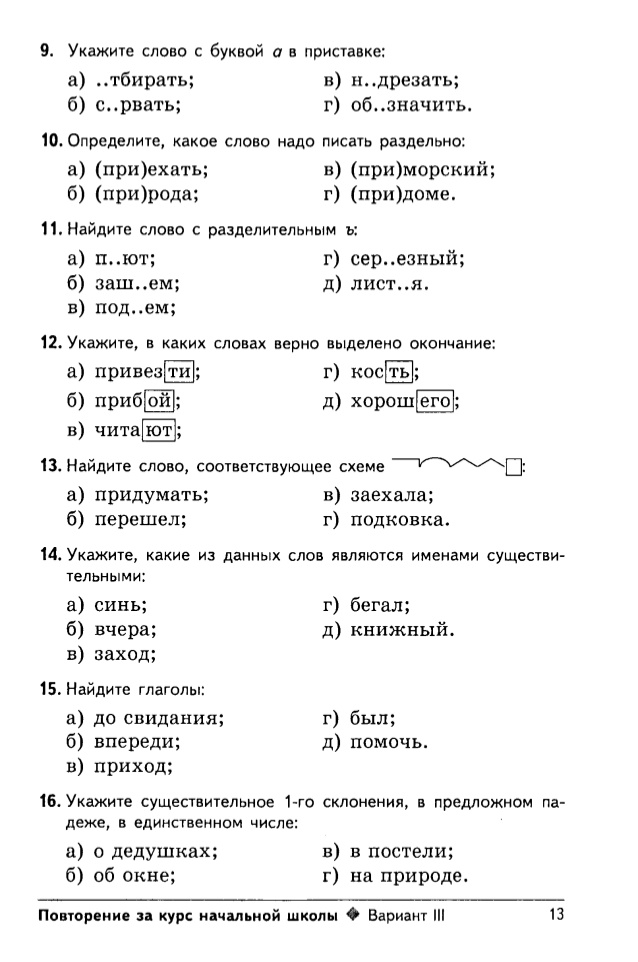 9. Укажите слово с буквой а в приставке:
а) ..тбирать; в) н..дрезать;
б) с..рвать; г) об..значить.
10. Определите, какое слово надо писать раздельно:
а) (при)ехать; в) (при)морский;
б) (при)рода; г) (при)доме.
11. Найдите слово с разделительным ъ:
а) п..ют; г) сер..езный;
б) заш..ем; д) лист..я.
в) под..ем;
12. Укажите, в каких словах верно выделено окончание:
а) привезти; г) кость;
б) прибой; д) хорошего;
в) читают;
13. Найдите слово, соответствующее схеме :
а) придумать; в) заехала;
б) перешел; г) подковка.
14. Укажите, какие из данных слов являются именами существи-
тельными:
а) синь; г) бегал;
б) вчера; д) книжный.
в) заход;
15. Найдите глаголы:
а) до свидания; г) был;
б) впереди; д) помочь.
в) приход;
16. Укажите существительное 1-го склонения, в предложном па-
деже, в единственном числе:
а) о дедушках; в) в постели;
б) об окне; г) на природе.
Повторение за курс начальной школы ❖ Вариант III 13